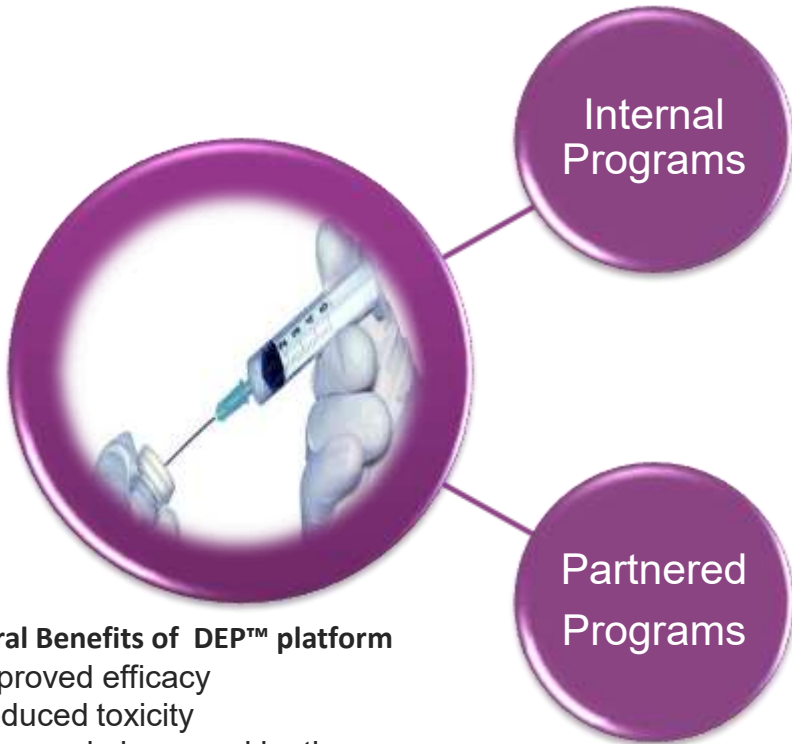 Internal
Programs
Partnered
Programs
ral Benefits of DEP™ platform
proved efficacy
duced toxicity